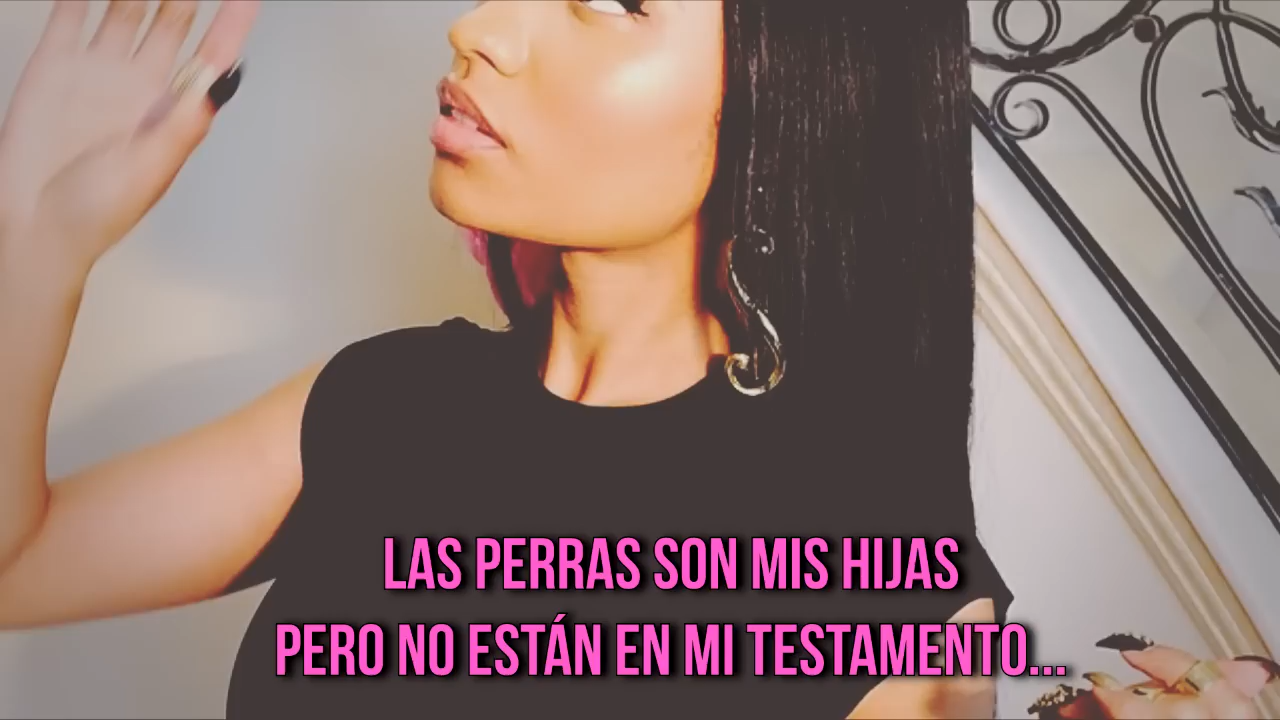 LAS PERRAS SON MIS HIJAS
PERO NO ESTÁN EN MI TESTAMENTO...